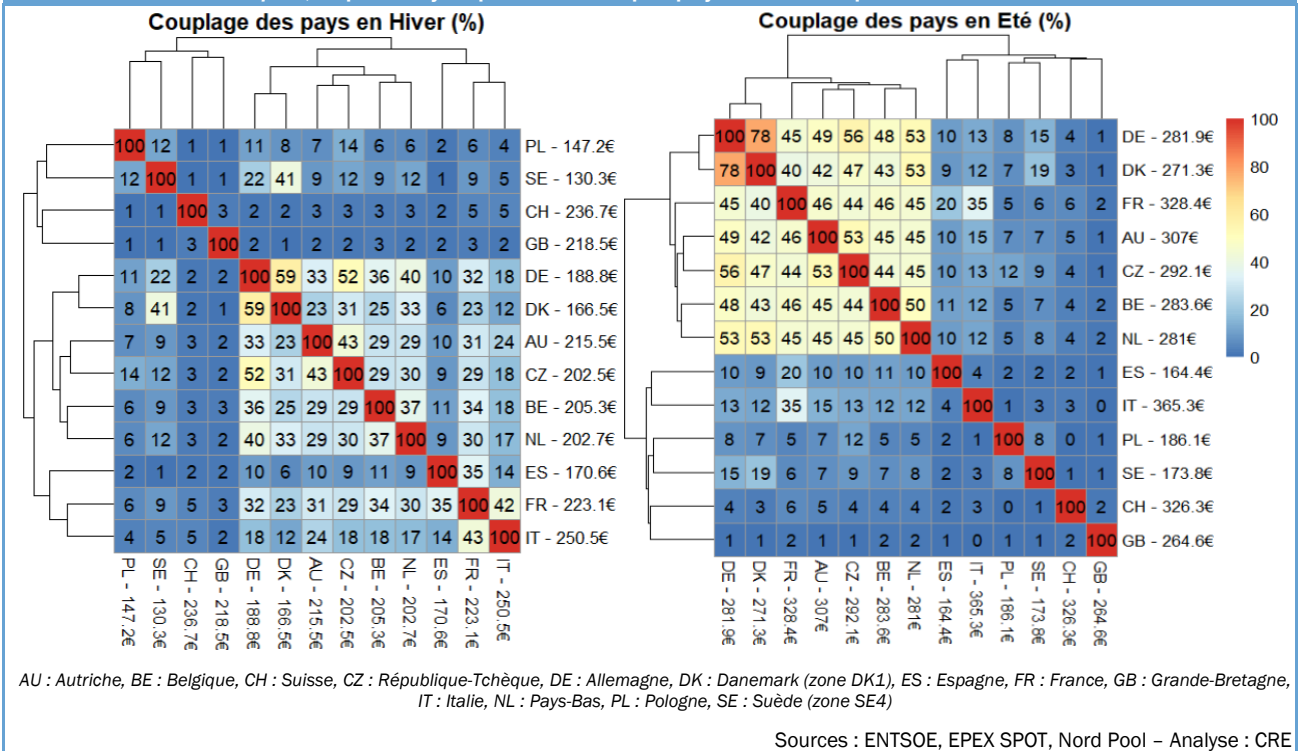 Couplage des pays en Hiver (%)
Couplage des pays en Eté (%)
100 12 1 1 11 8 7 14 6 6 2 6 4 PL - 147.2€
12 100 1 1 22 41 9 12 9 12 1 9 5 SE - 130.3€
1 1 100 3 2 2 3 3 3 3 2 5 5 CH - 236.7€
1 1 3 100 2 1 2 2 3 2 2 3 2 GB - 218.5€
11 22 2 2 100 59 33 52 36 40 10 32 18 DE - 188.8€
8 41 2 1 59 100 23 31 25 33 6 23 12 DK - 166.5€
7 9 3 2 33 23 100 43 29 29 10 31 24 AU - 215.5€
14 12 3 2 52 31 43 100 29 30 9 29 18 CZ - 202.5€
6 9 3 3 36 25 29 29 100 37 11 34 18 BE - 205.3€
6 12 3 2 40 33 29 30 37 100 9 30 17 NL - 202.7€
2 1 2 2 10 6 10 9 11 9 100 35 14 ES - 170.6€
6 9 5 3 32 23 31 29 34 30 35 100 42 FR - 223.1€
4 5 5 2 18 12 24 18 18 17 14 43 100 IT - 250.5€
PL - 147.2€
SE - 130.3€
CH - 236.7€
GB - 218.5€
DE - 188.8€
DK - 166.5€
AU - 215.5€
CZ - 202.5€
BE - 205.3€
NL - 202.7€
ES - 170.6€
FR - 223.1€
IT - 250.5€
100 78 45 49 56 48 53 10 13 8 15 4 1 DE - 281.9€
78 100 40 42 47 43 53 9 12 7 19 3 1 DK - 271.3€
45 40 100 46 44 46 45 20 35 5 6 6 2 FR - 328.4€
49 42 46 100 53 45 45 10 15 7 7 5 1 AU - 307€
56 47 44 53 100 44 45 10 13 12 9 4 1 CZ - 292.1€
48 43 46 45 44 100 50 11 12 5 7 4 2 BE - 283.6€
53 53 45 45 45 50 100 10 12 5 8 4 2 NL - 281€
10 9 20 10 10 11 10 100 4 2 2 2 1 ES - 164.4€
13 12 35 15 13 12 12 4 100 1 3 3 0 IT - 365.3€
8 7 5 7 12 5 5 2 1 100 8 0 1 PL - 186.1€
15 19 6 7 9 7 8 2 3 8 100 1 1 SE - 173.8€
4 3 6 5 4 4 4 2 3 0 1 100 2 CH - 326.3€
1 1 2 1 1 2 2 1 0 1 1 2 100 GB - 264.6€
DE - 281.9€
DK - 271.3€
FR - 328.4€
AU - 307€
CZ - 292.1€
BE - 283.6€
NL - 281€
ES - 164.4€
IT - 365.3€
PL - 186.1€
SE - 173.8€
CH - 326.3€
GB - 264.6€
100
80
60
40
20
0
AU : Autriche, BE : Belgique, CH : Suisse, CZ : République-Tchèque, DE : Allemagne, DK : Danemark (zone DK1), ES : Espagne, FR : France, GB : Grande-Bretagne,
IT : Italie, NL : Pays-Bas, PL : Pologne, SE : Suède (zone SE4)
Sources : ENTSOE, EPEX SPOT, Nord Pool – Analyse : CRE